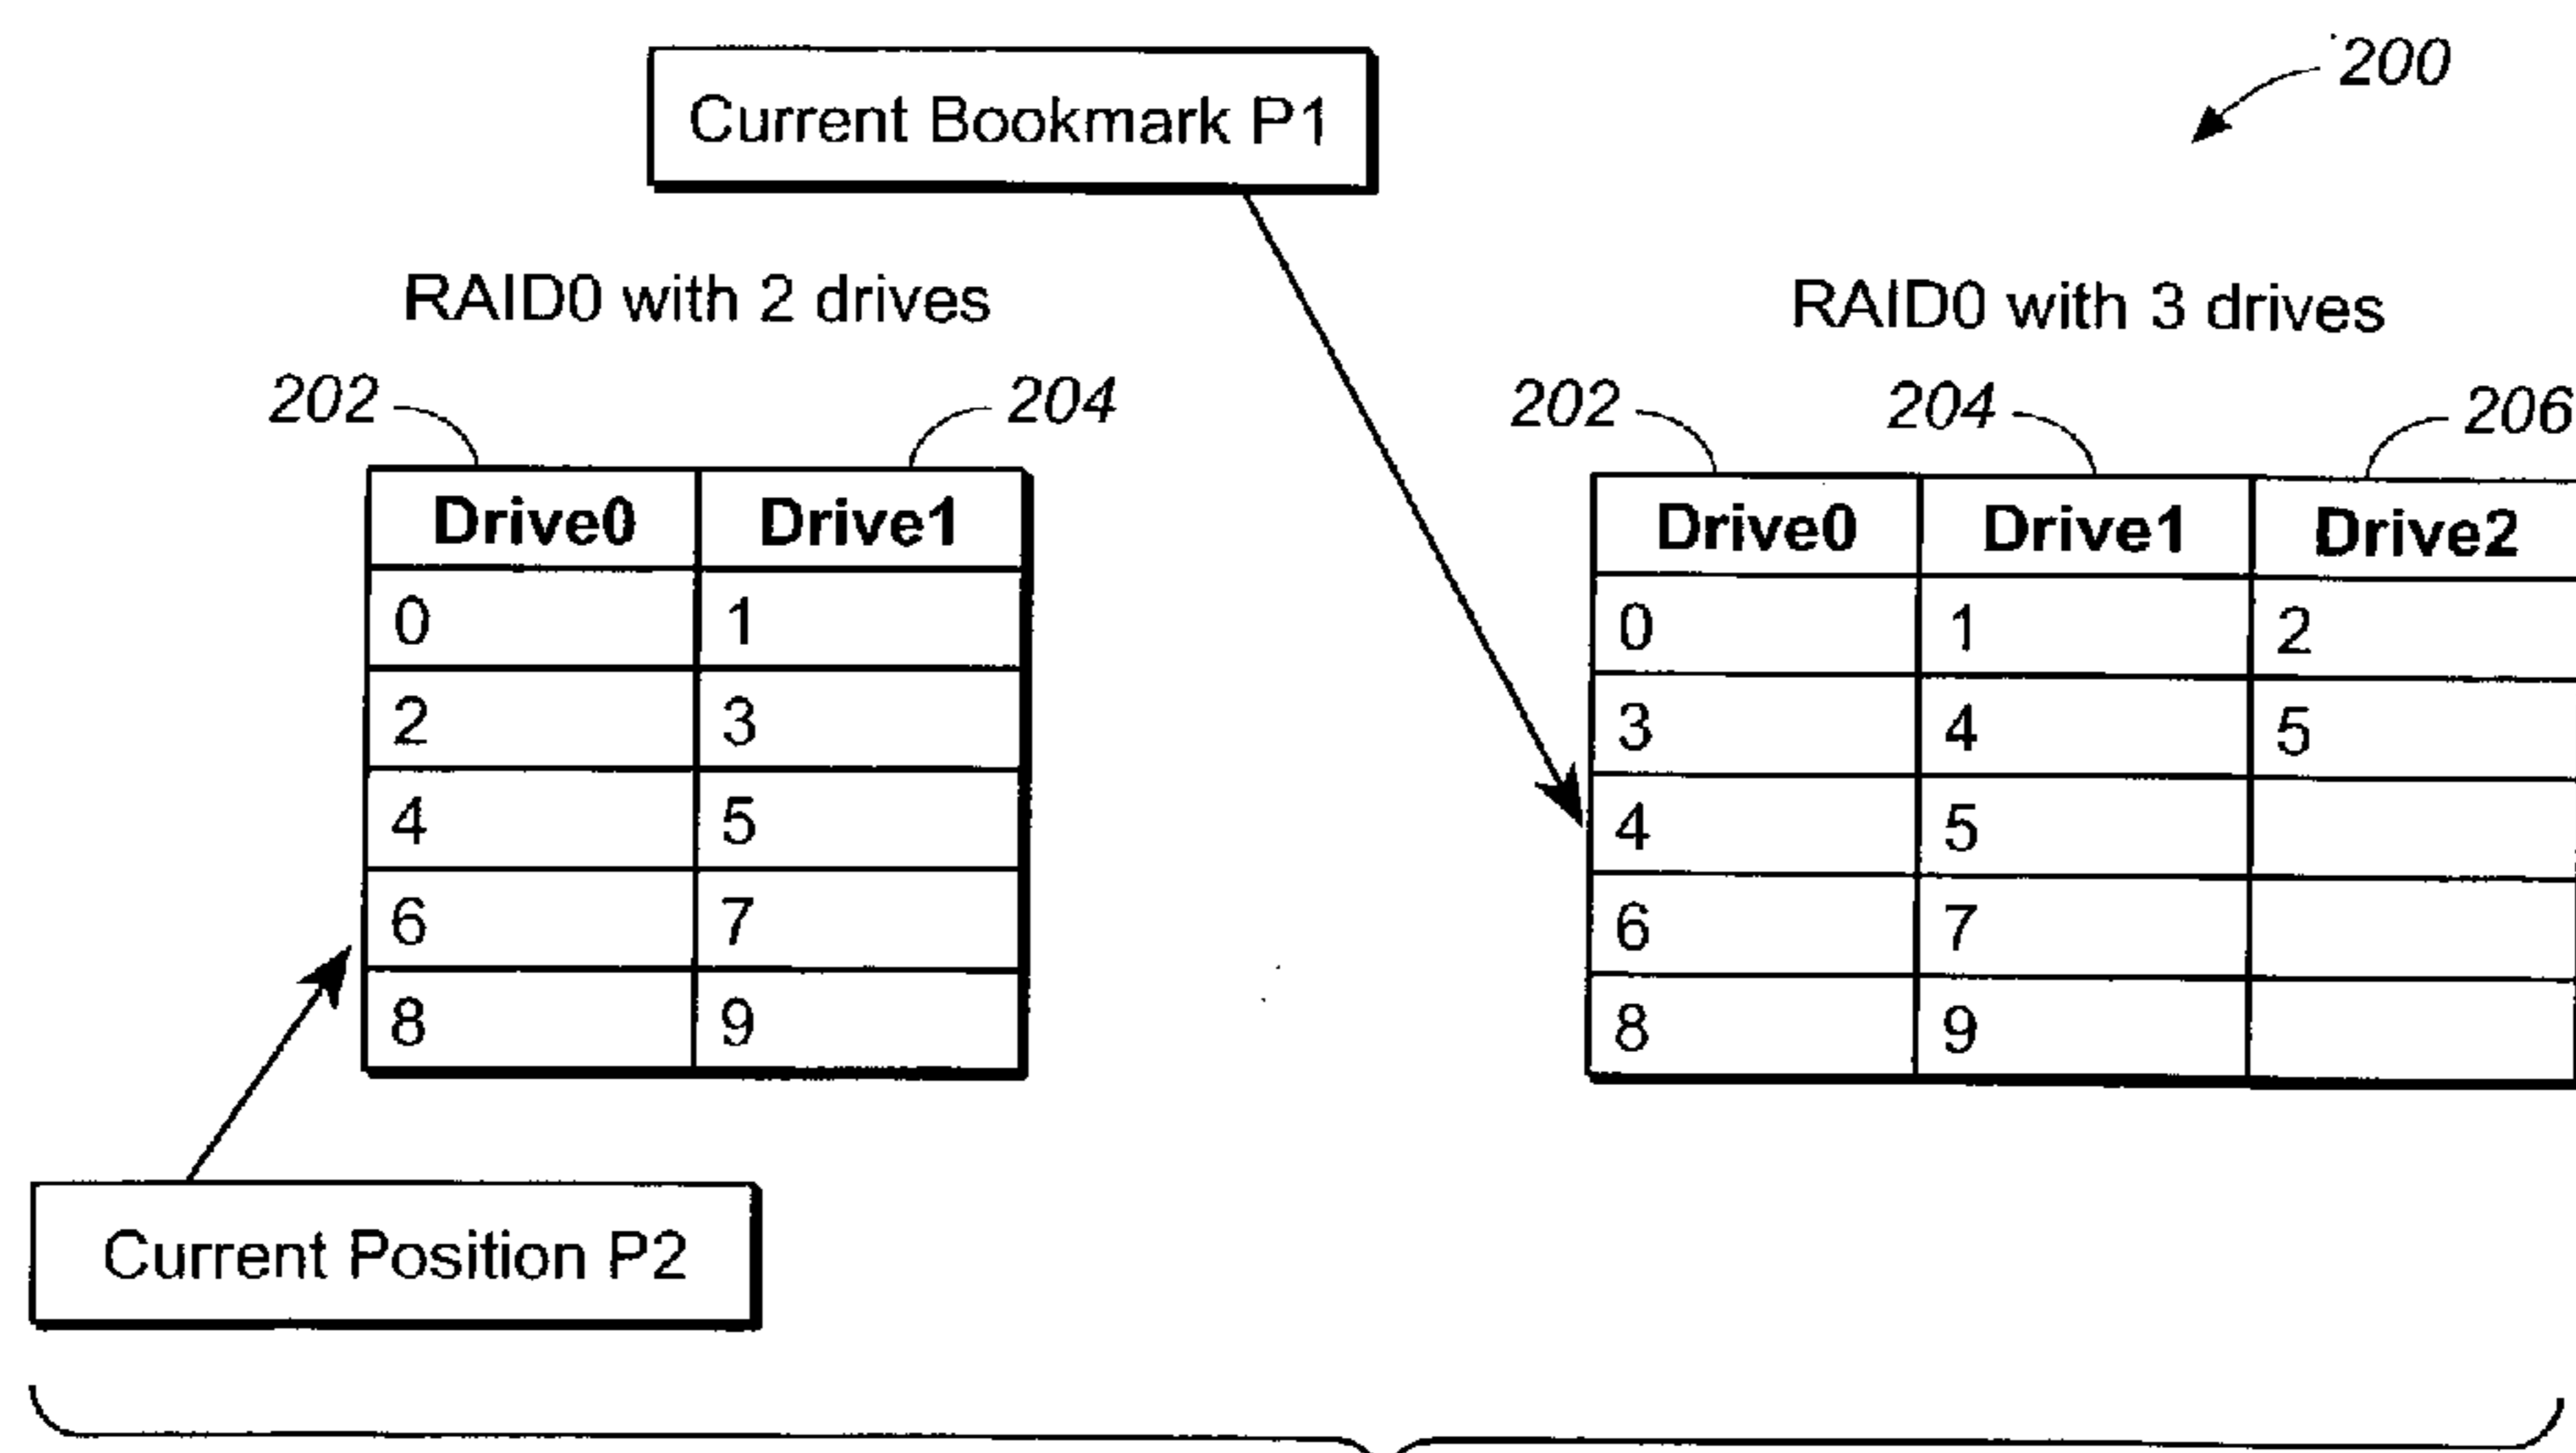 200
Current Bookmark P1
RAID0 with 2 drives
202
204
Drive0 Drive1
0 1
2 3
4 5
6 7
8 9
Current Position P2
RAID0 with 3 drives
202
204
206
Drive0 Drive1 Drive2
0 1 2
3 4 5
4 5
6 7
8 9